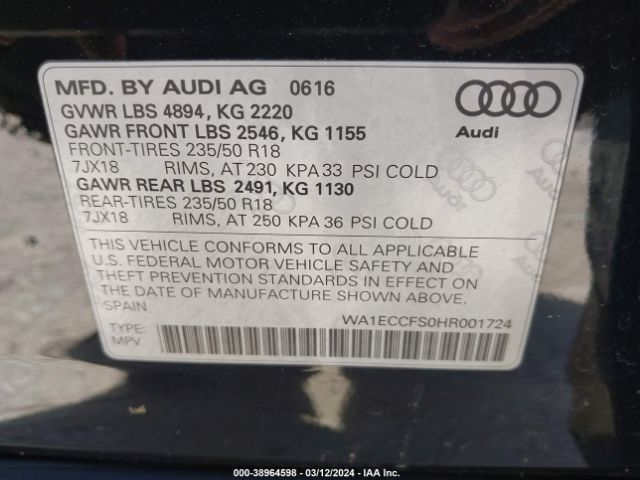 MFD. BY AUDI AG 0616
GVWR LBS 4894, KG 2220
GAWR FRONT LBS 2546, KG 1155
FRONT-TIRES 235/50 R18
7JX18 RIMS, AT 230 KPA 33 PSI COLD
GAWR REAR LBS 2491, KG 1130
REAR-TIRES 235/50 R18
7JX18 RIMS, AT 250 KPA 36 PSI COLD
Audi
THIS VEHICLE CONFORMS TO ALL APPLICABLE
U.S. FEDERAL MOTOR VEHICLE SAFETY AND
THEFT PREVENTION STANDARDS IN EFFECT ON
THE DATE OF MANUFACTURE SHOWN ABOVE.
SPAIN
WA1ECCFS0HR001724
TYPE:
MPV
Audi
Audi
000-38964598 - 03/12/2024 - IAA Inc.